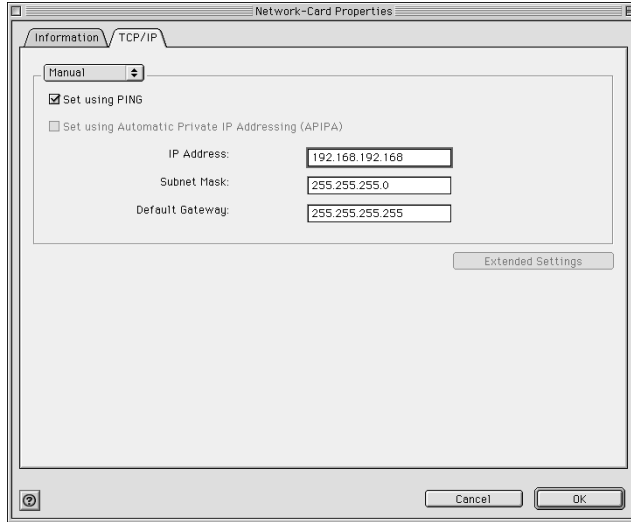 Network-Card Properties
Information TCP/IP
Manual
Set using PING
Set using Automatic Private IP Addressing (APIPA)
IP Address: 192.168.192.168
Subnet Mask: 255.255.255.0
Default Gateway: 255.255.255.255
Extended Settings
? Cancel OK